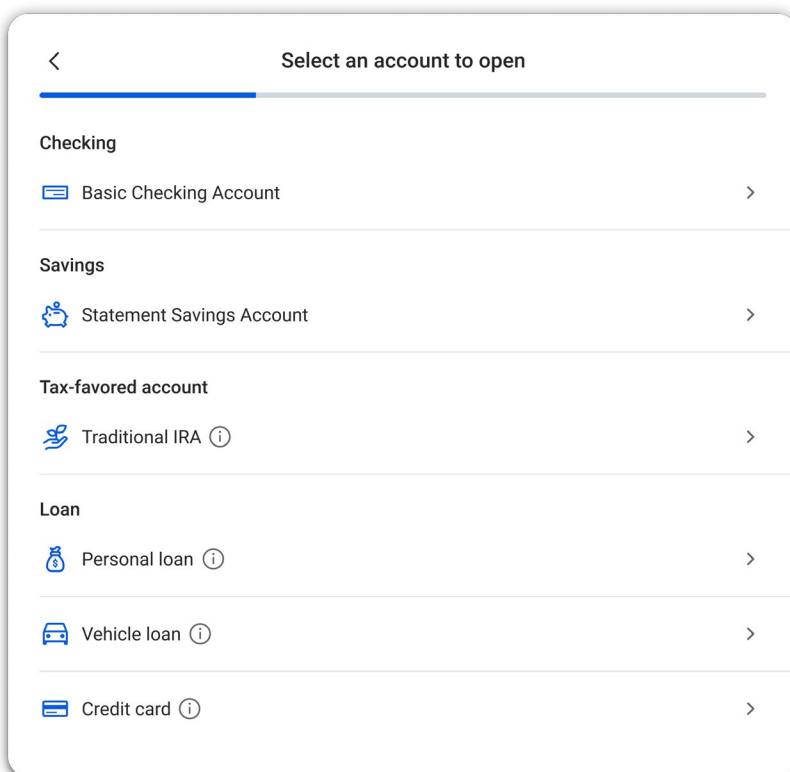 Select an account to open
Checking
Basic Checking Account
Savings
Statement Savings Account
Tax-favored account
Traditional IRA
Loan
Personal loan
Vehicle loan
Credit card